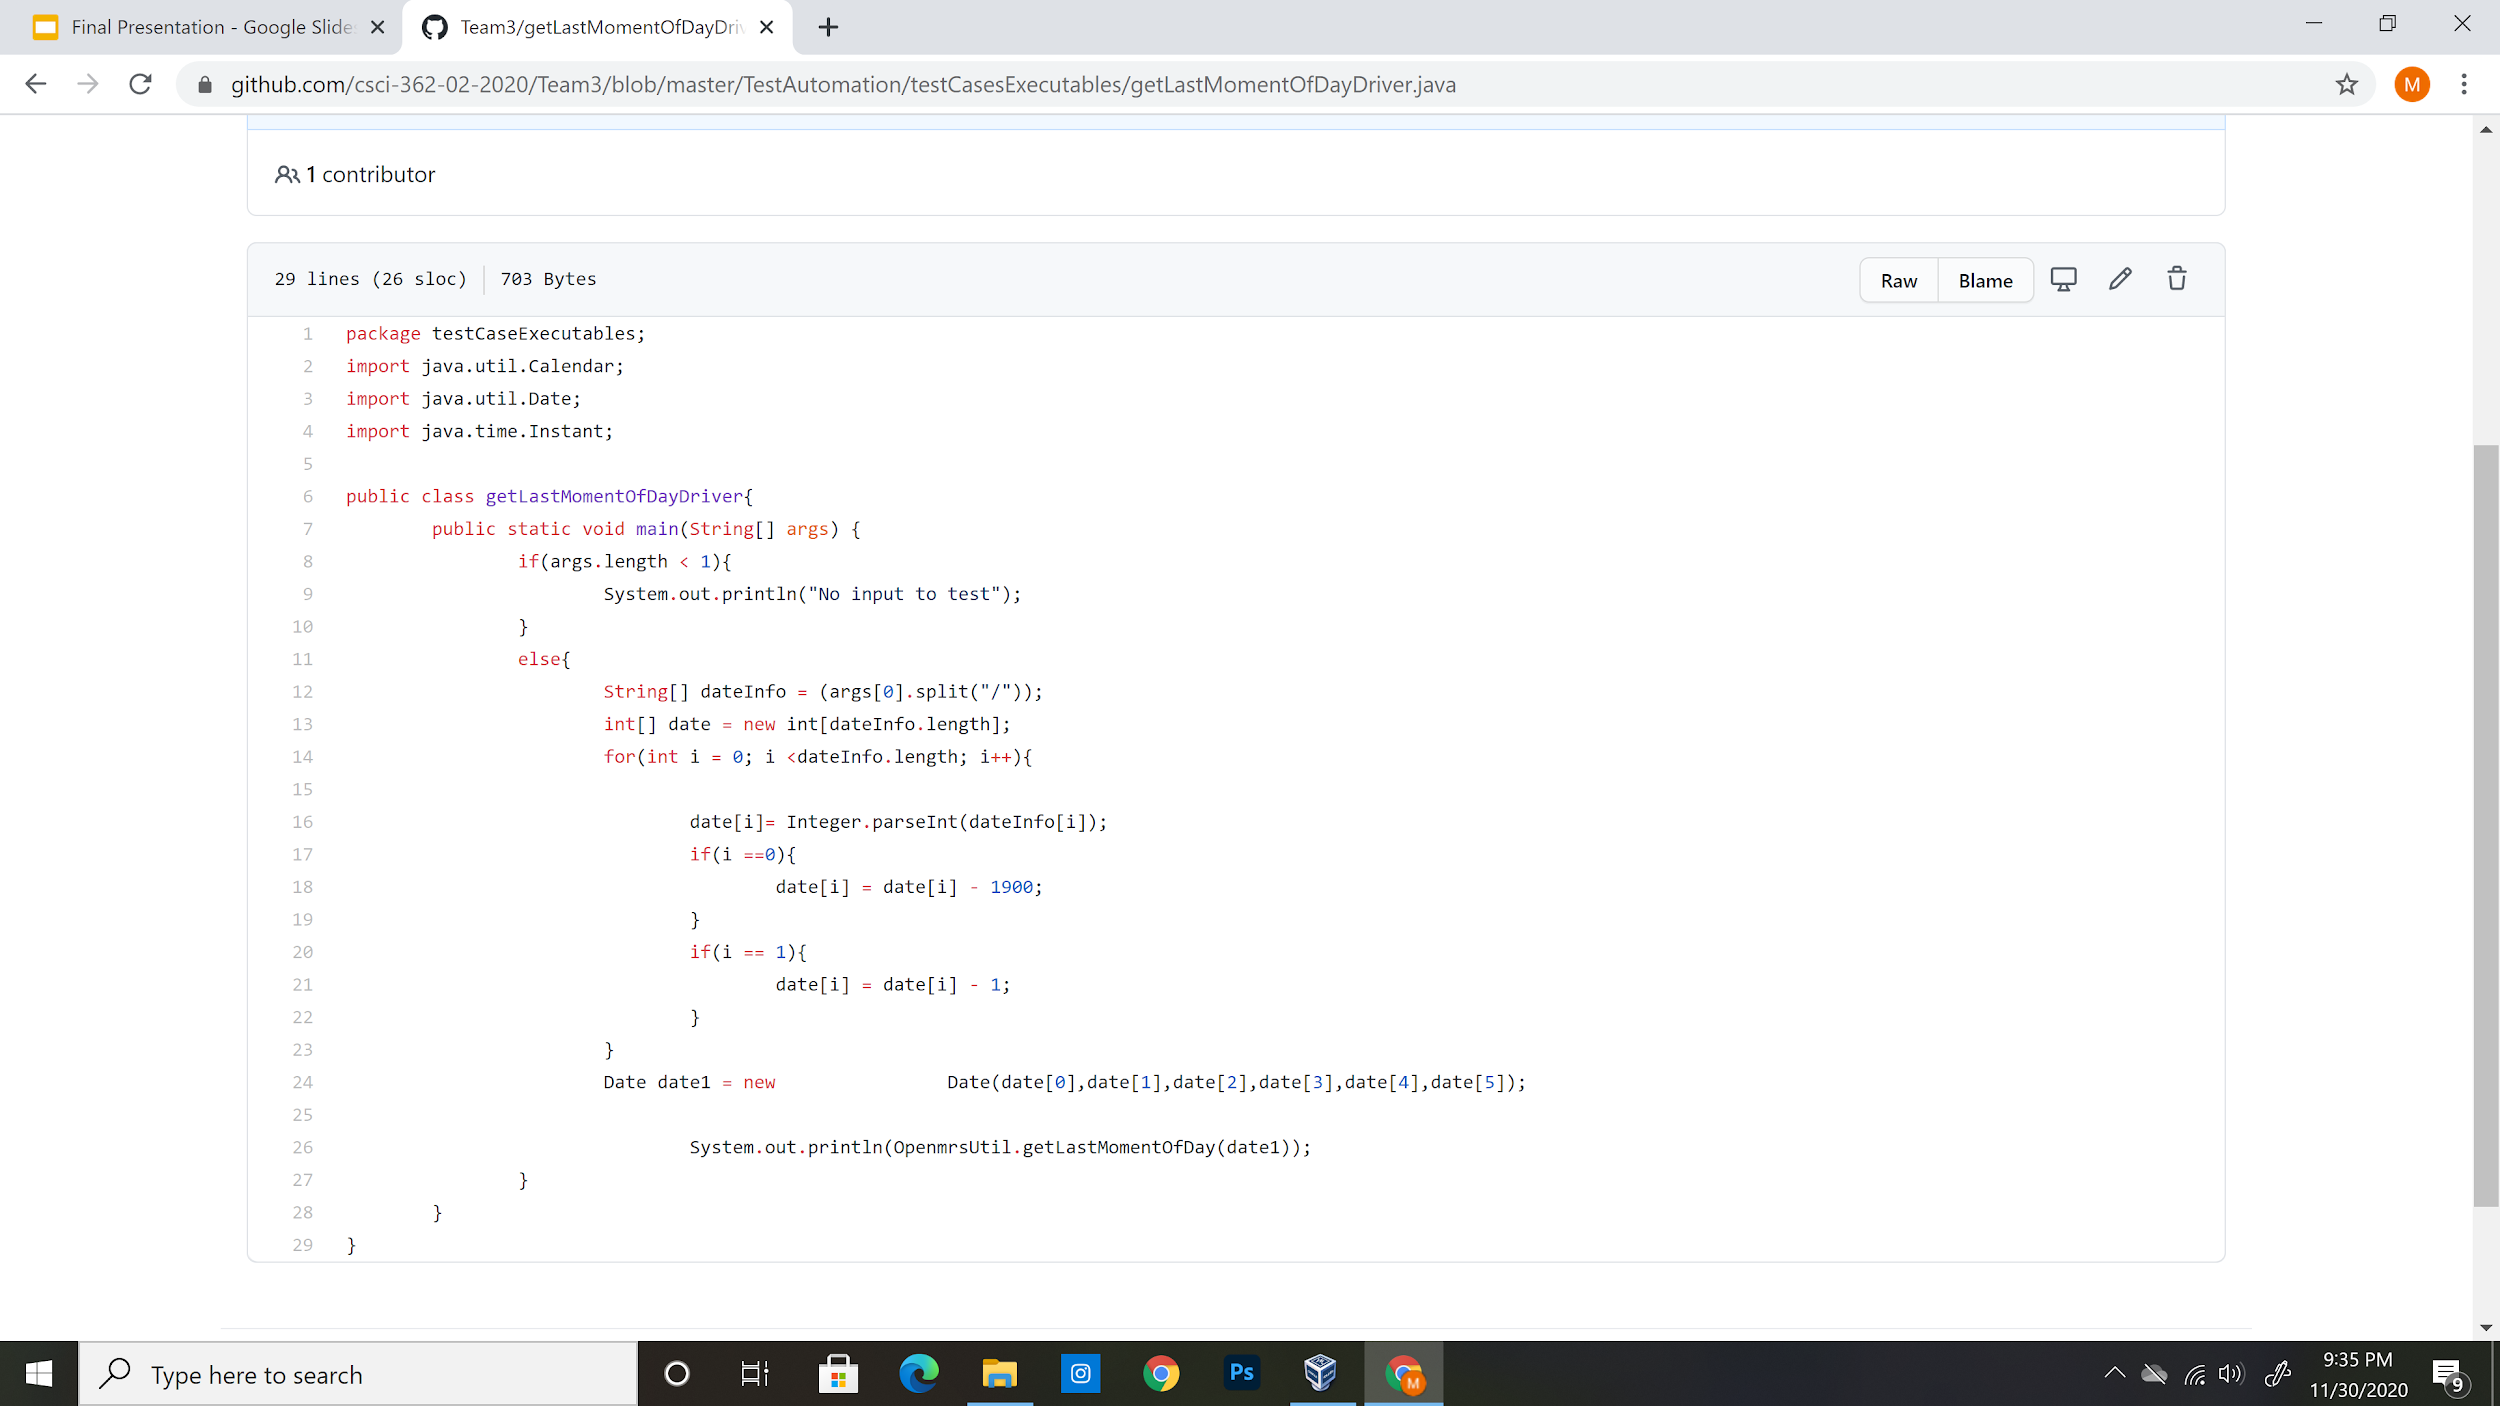 Final Presentation - Google Slide
Team3/getLastMomentOfDayDriv
github.com/csci-362-02-2020/Team3/blob/master/TestAutomation/testCasesExecutables/getLastMomentOfDayDriver.java
M
1 contributor
29 lines (26 sloc) 703 Bytes
Raw Blame
1 package testCaseExecutables;
2 import java.util.Calendar;
3 import java.util.Date;
4 import java.time.Instant;
5
6 public class getLastMomentOfDayDriver{
7 public static void main(String[] args) {
8 if(args.length < 1){
9 System.out.println("No input to test");
10 }
11 else{
12 String[] dateInfo = (args[0].split("/"));
13 int[] date = new int[dateInfo.length];
14 for(int i = 0; i <dateInfo.length; i++){
15
16 date[i]= Integer.parseInt(dateInfo[i]);
17 if(i ==0){
18 date[i] = date[i] - 1900;
19 }
20 if(i == 1){
21 date[i] = date[i] - 1;
22 }
23 }
24 Date date1 = new Date(date[0],date[1],date[2],date[3],date[4],date[5]);
25
26 System.out.println(OpenmrsUtil.getLastMomentOfDay(date1));
27 }
28 }
29 }
Type here to search
Ps
M
9:35 PM
11/30/2020
9